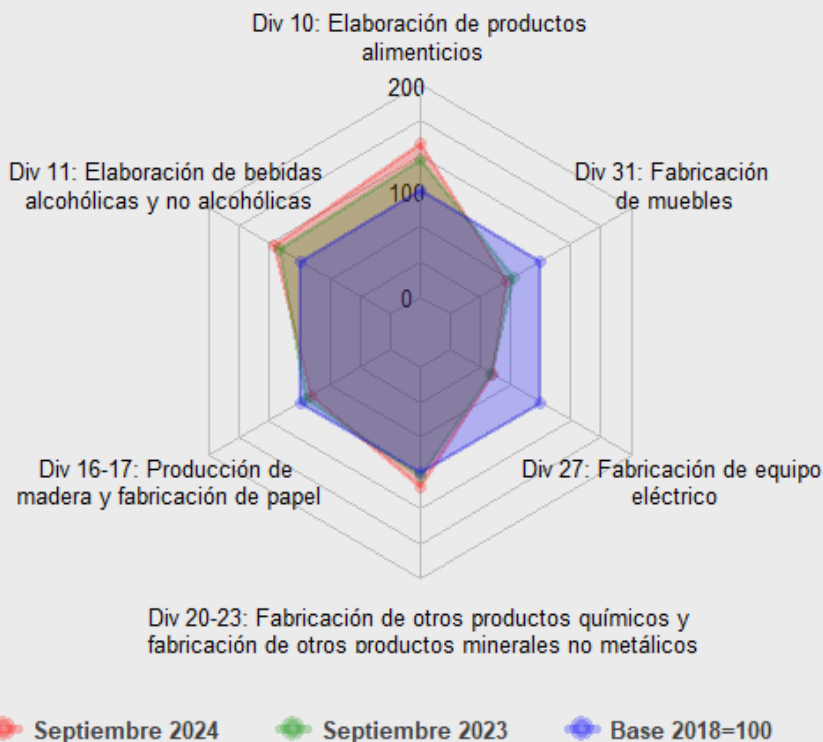 Div 10: Elaboración de productos
alimenticios
200
Div 11: Elaboración de bebidas
alcohólicas y no alcohólicas
Div 31: Fabricación
de muebles
100
0
Div 16-17: Producción de
madera y fabricación de papel
Div 27: Fabricación de equipo
eléctrico
Div 20-23: Fabricación de otros productos químicos y
fabricación de otros productos minerales no metálicos
Septiembre 2024 Septiembre 2023 Base 2018=100